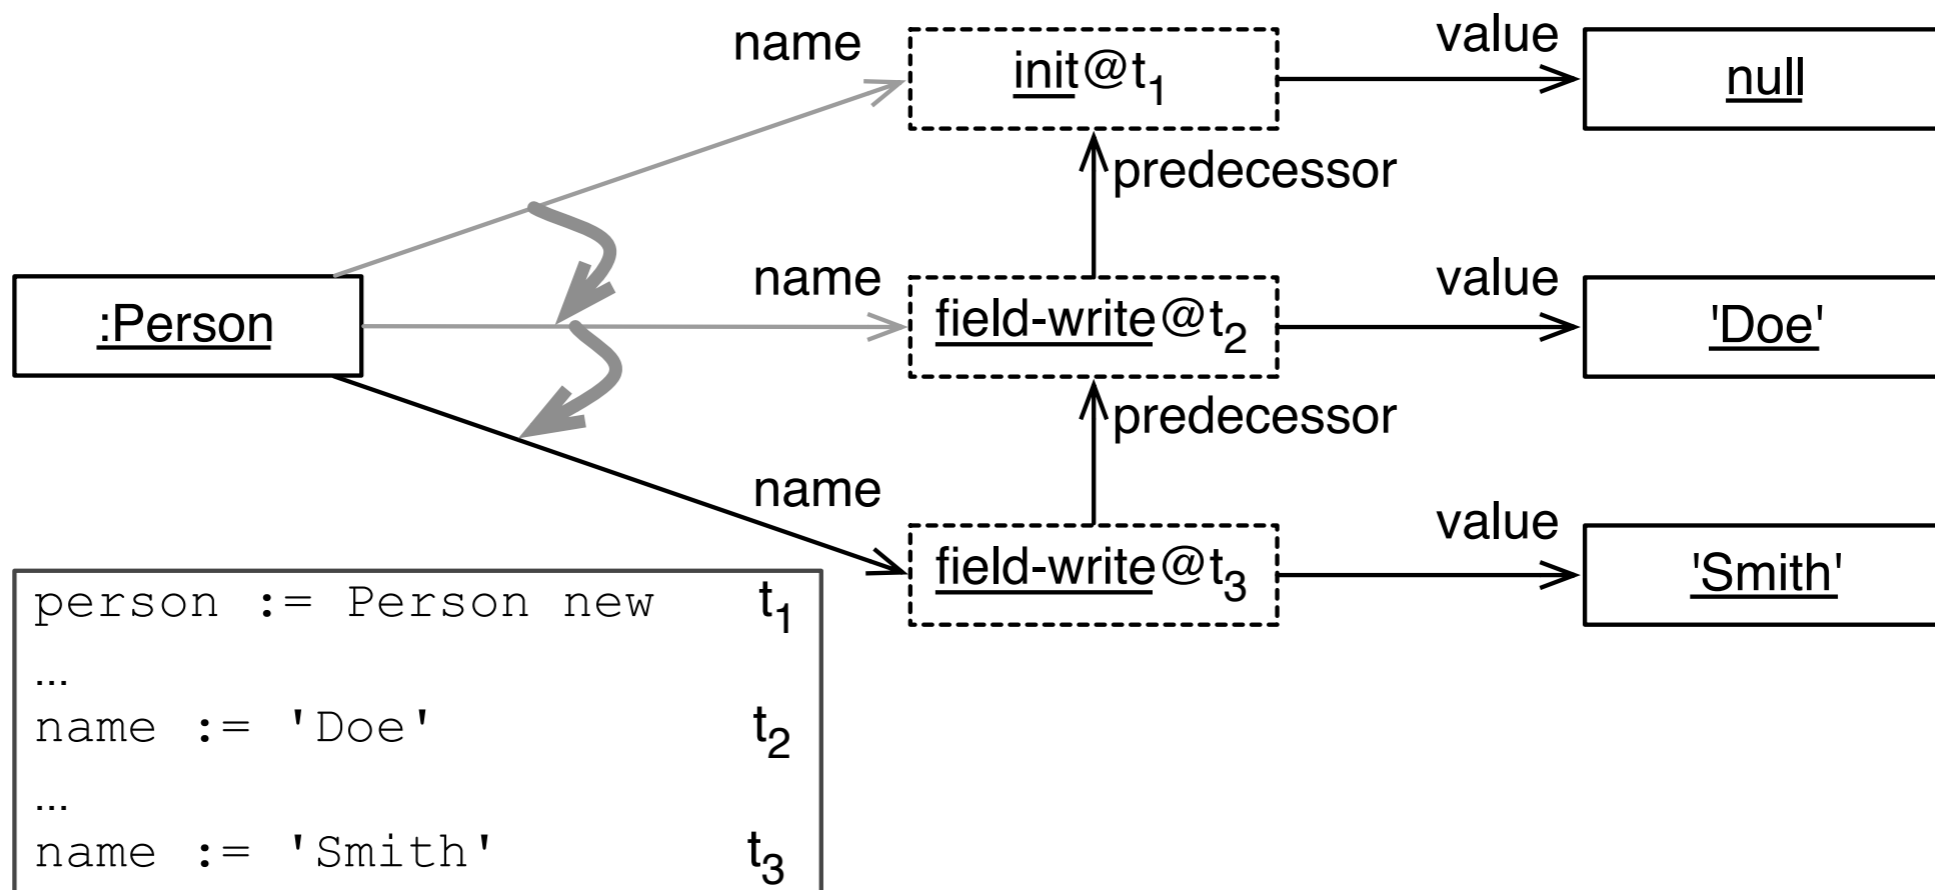 name
init@t₁
value
null
predecessor
:Person
name
field-write@t₂
value
'Doe'
predecessor
name
field-write@t₃
value
'Smith'
person := Person new t₁
...
name := 'Doe' t₂
...
name := 'Smith' t₃